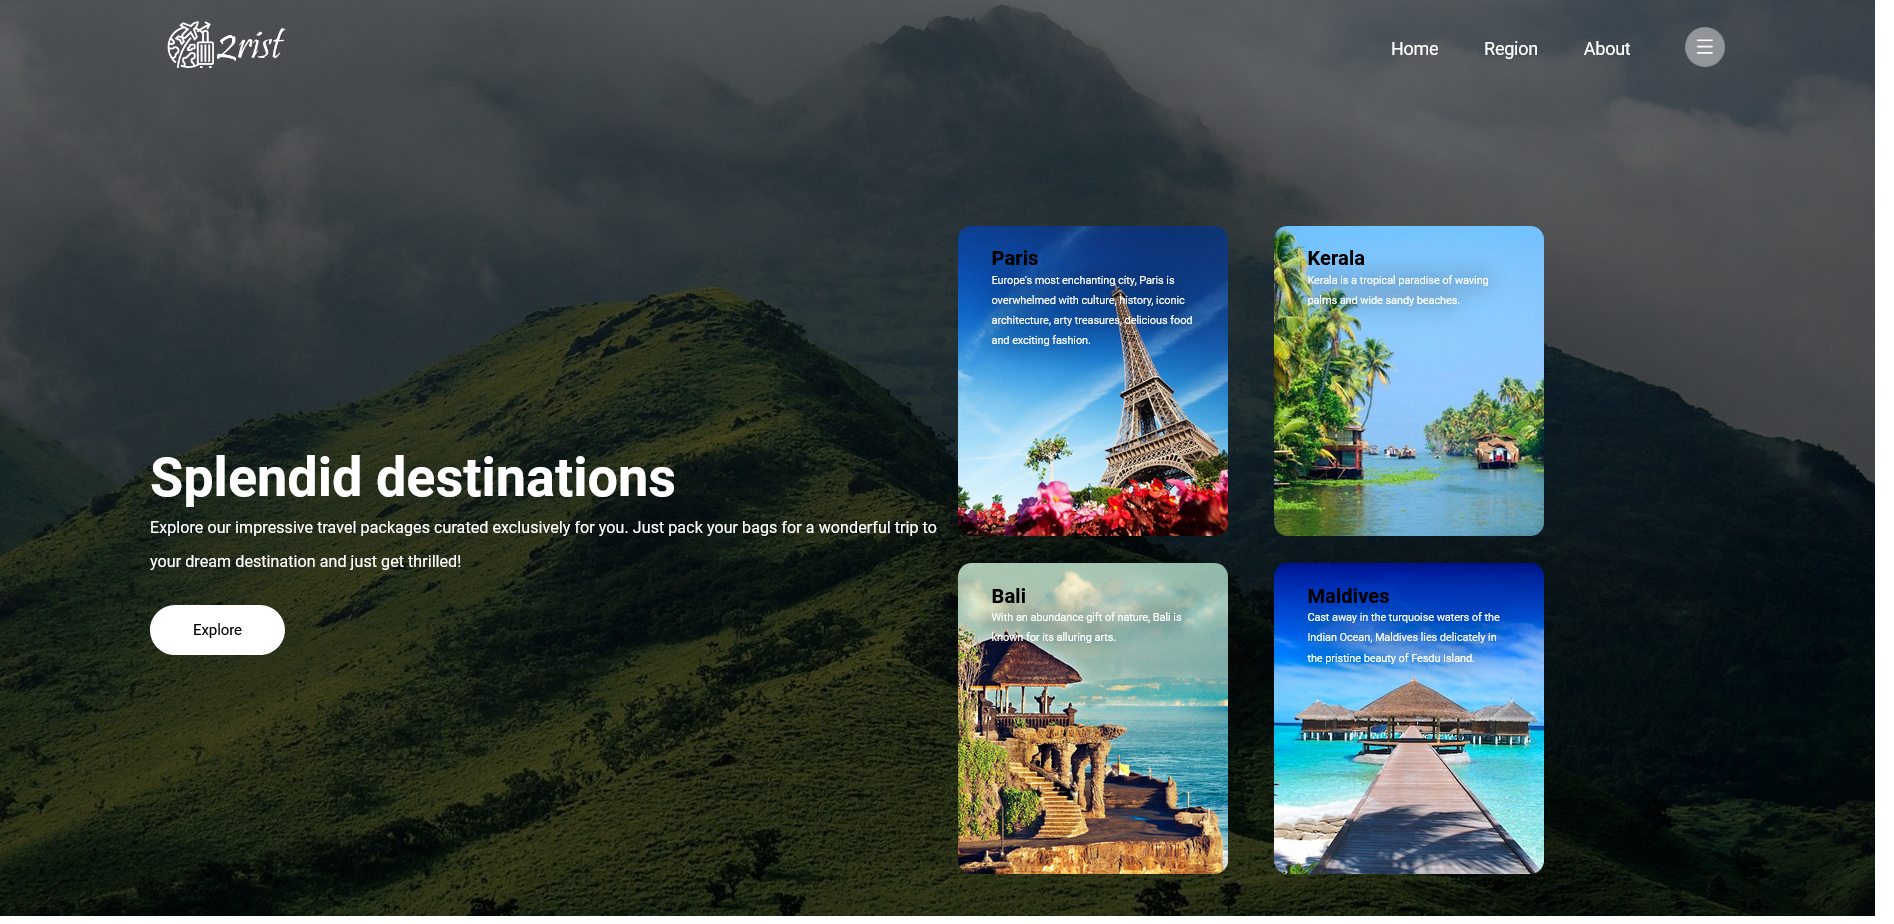 2rist
Home Region About
Splendid destinations
Explore our impressive travel packages curated exclusively for you. Just pack your bags for a wonderful trip to
your dream destination and just get thrilled!
Explore
Paris
Europe's most enchanting city, Paris is
overwhelmed with culture, history, iconic
architecture, arty treasures, delicious food
and exciting fashion.
Kerala
Kerala is a tropical paradise of waving
palms and wide sandy beaches.
Bali
With an abundance gift of nature, Bali is
known for its alluring arts.
Maldives
Cast away in the turquoise waters of the
Indian Ocean, Maldives lies delicately in
the pristine beauty of Fesdu Island.